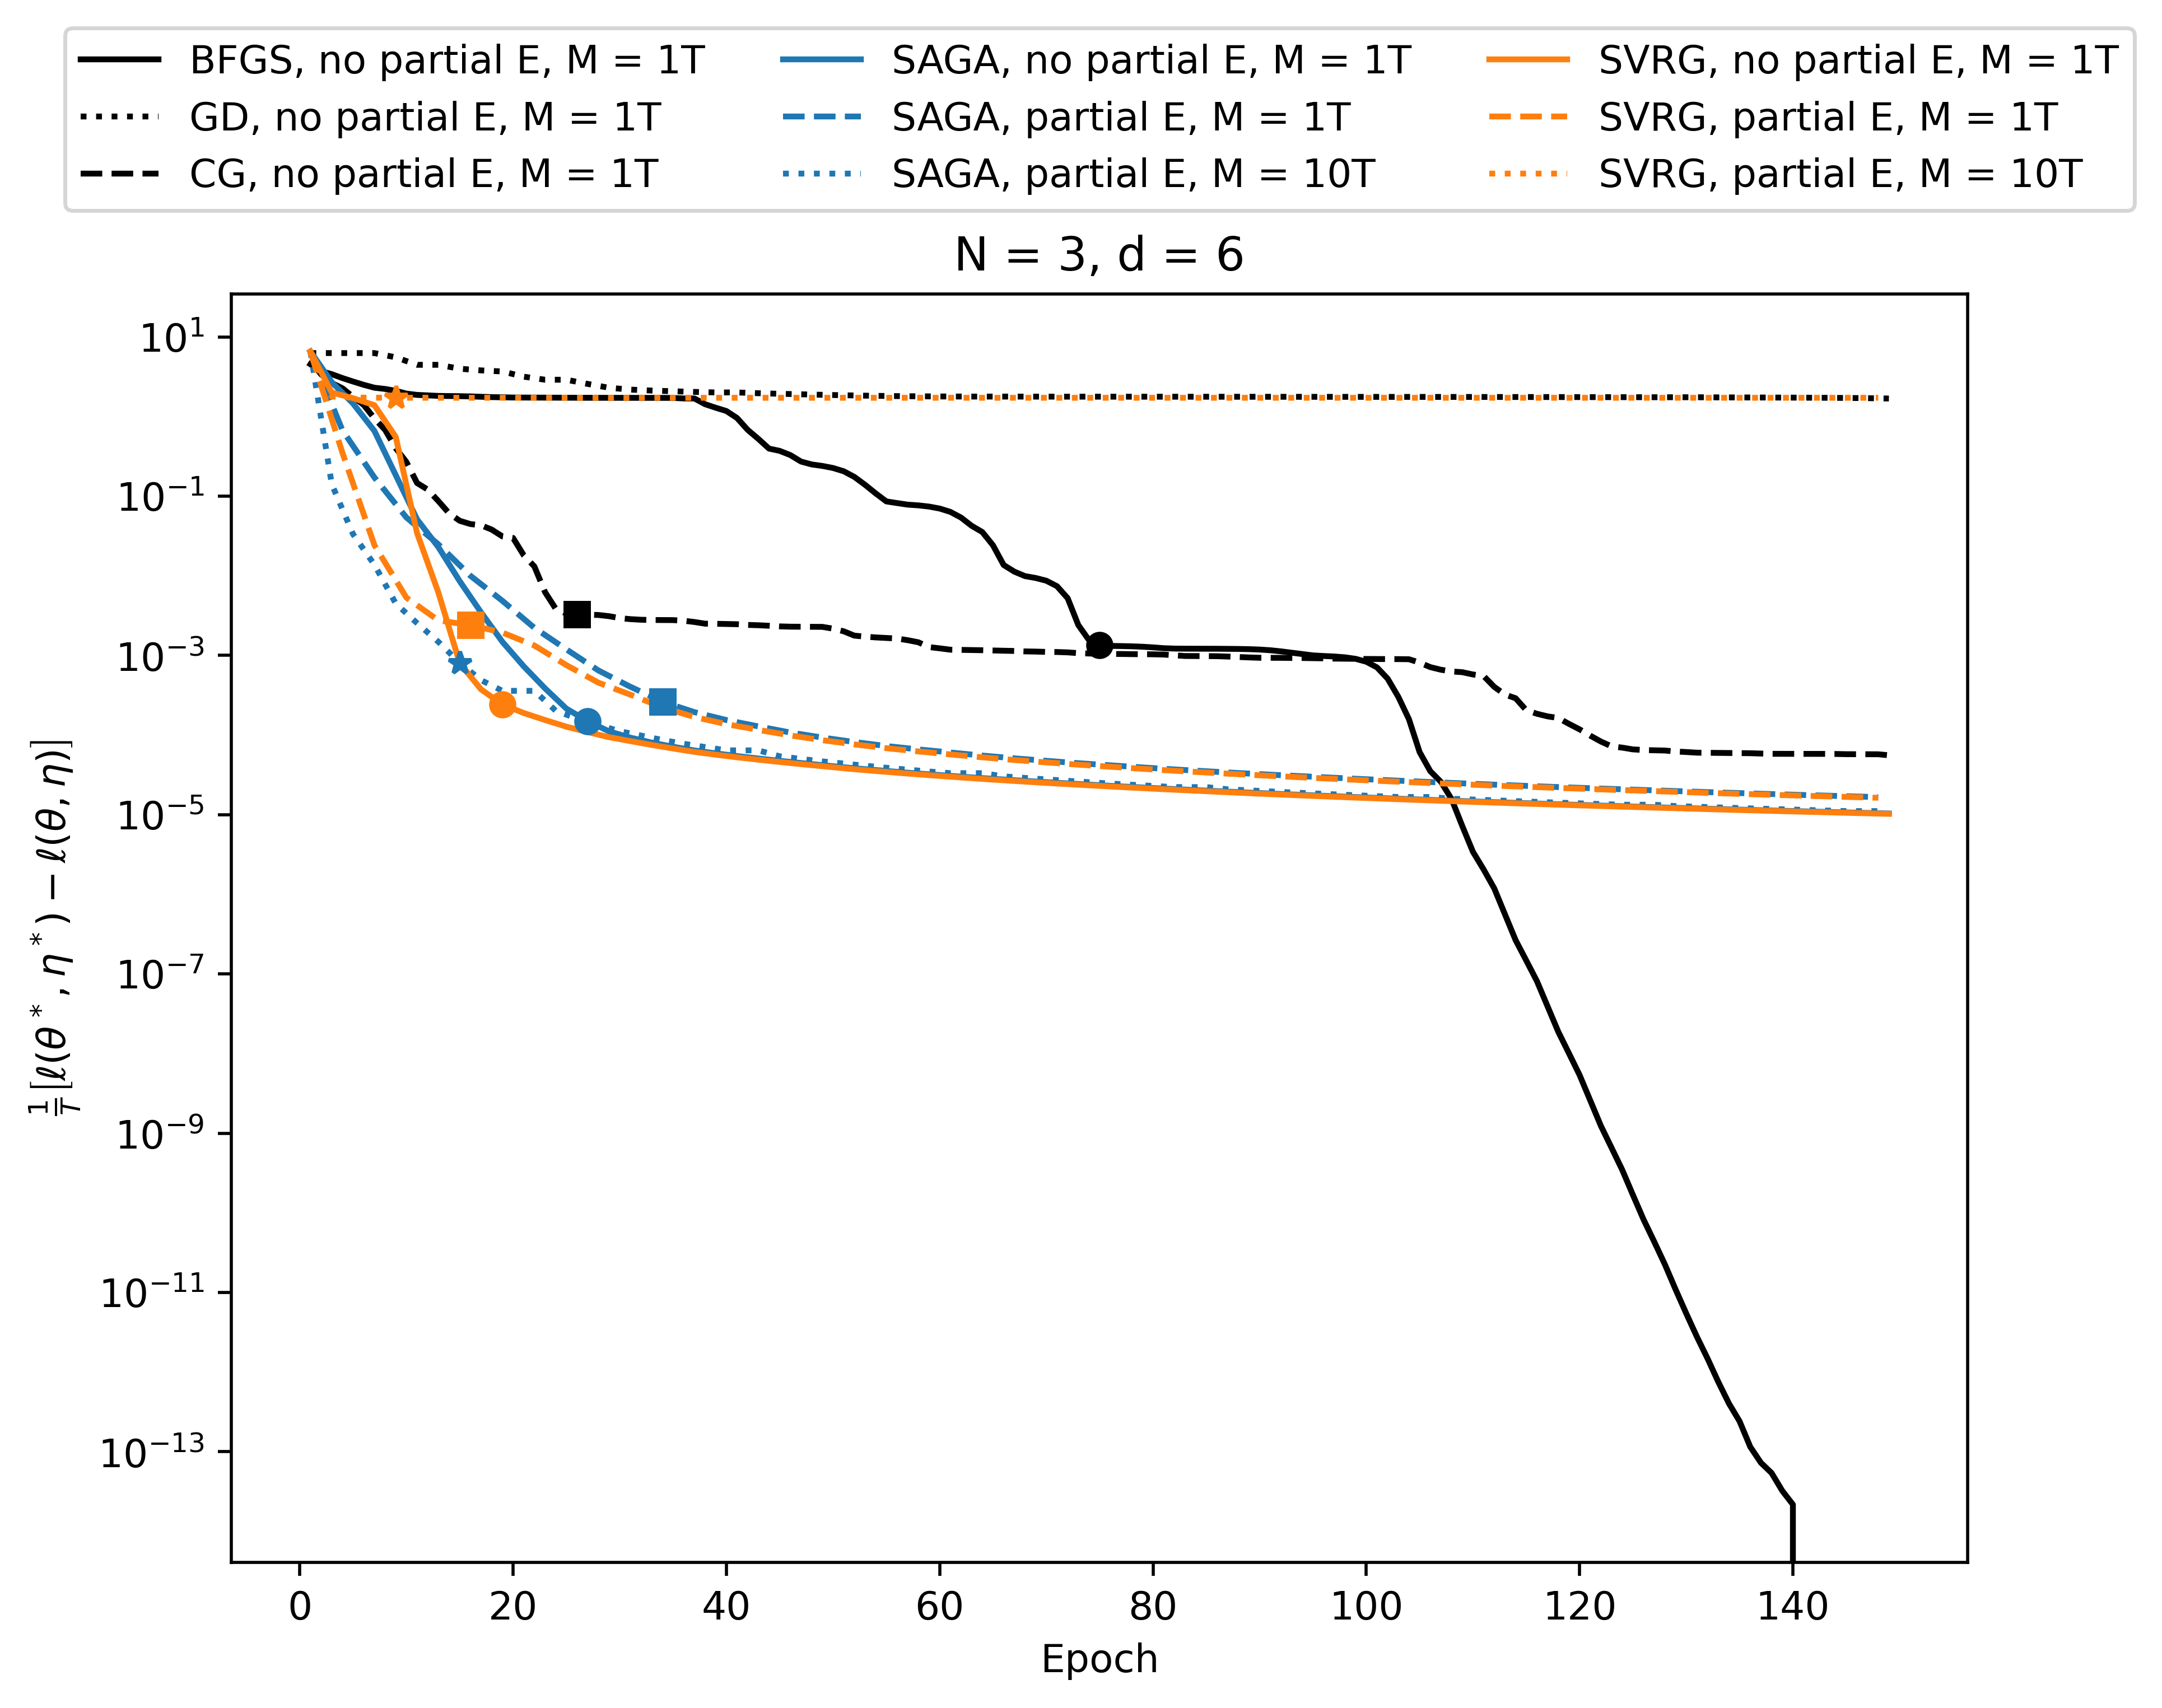 BFGS, no partial E, M = 1T
GD, no partial E, M = 1T
CG, no partial E, M = 1T
SAGA, no partial E, M = 1T
SAGA, partial E, M = 1T
SAGA, partial E, M = 10T
SVRG, no partial E, M = 1T
SVRG, partial E, M = 1T
SVRG, partial E, M = 10T
N = 3, d = 6
10¹
10⁻¹
10⁻³
10⁻⁵
10⁻⁷
10⁻⁹
10⁻¹¹
10⁻¹³
1/T [ℓ(θ*, η*) − ℓ(θ, η)]
0 20 40 60 80 100 120 140
Epoch